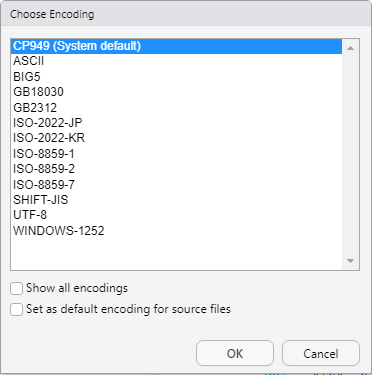 Choose Encoding
CP949 (System default)
ASCII
BIG5
GB18030
GB2312
ISO-2022-JP
ISO-2022-KR
ISO-8859-1
ISO-8859-2
ISO-8859-7
SHIFT-JIS
UTF-8
WINDOWS-1252
Show all encodings
Set as default encoding for source files
OK
Cancel